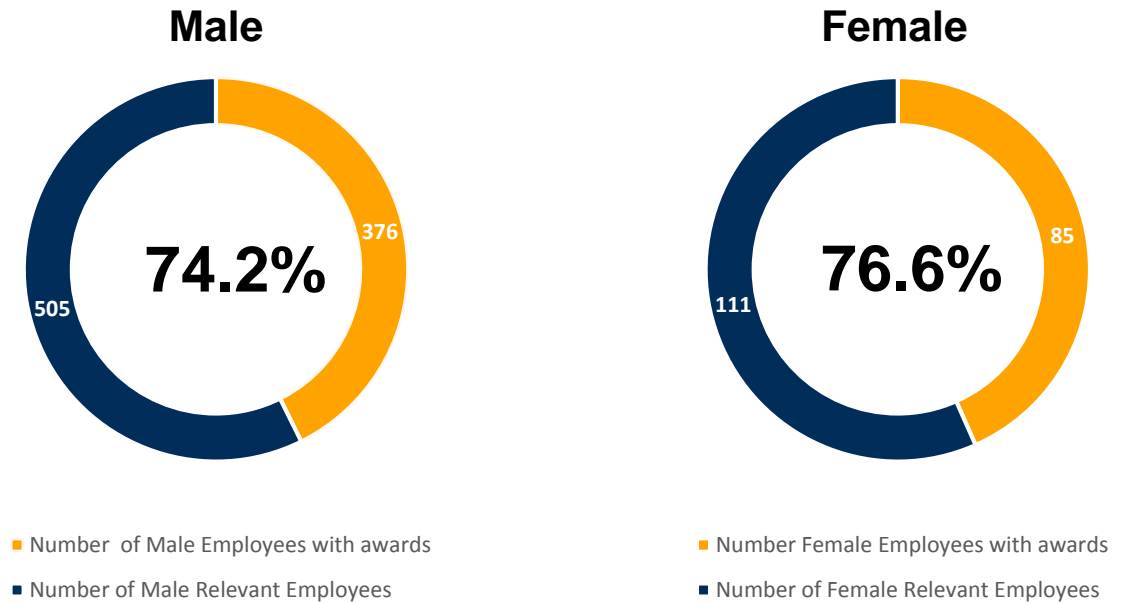 Male
376
74.2%
505
Number of Male Employees with awards
Number of Male Relevant Employees
Female
85
76.6%
111
Number Female Employees with awards
Number of Female Relevant Employees